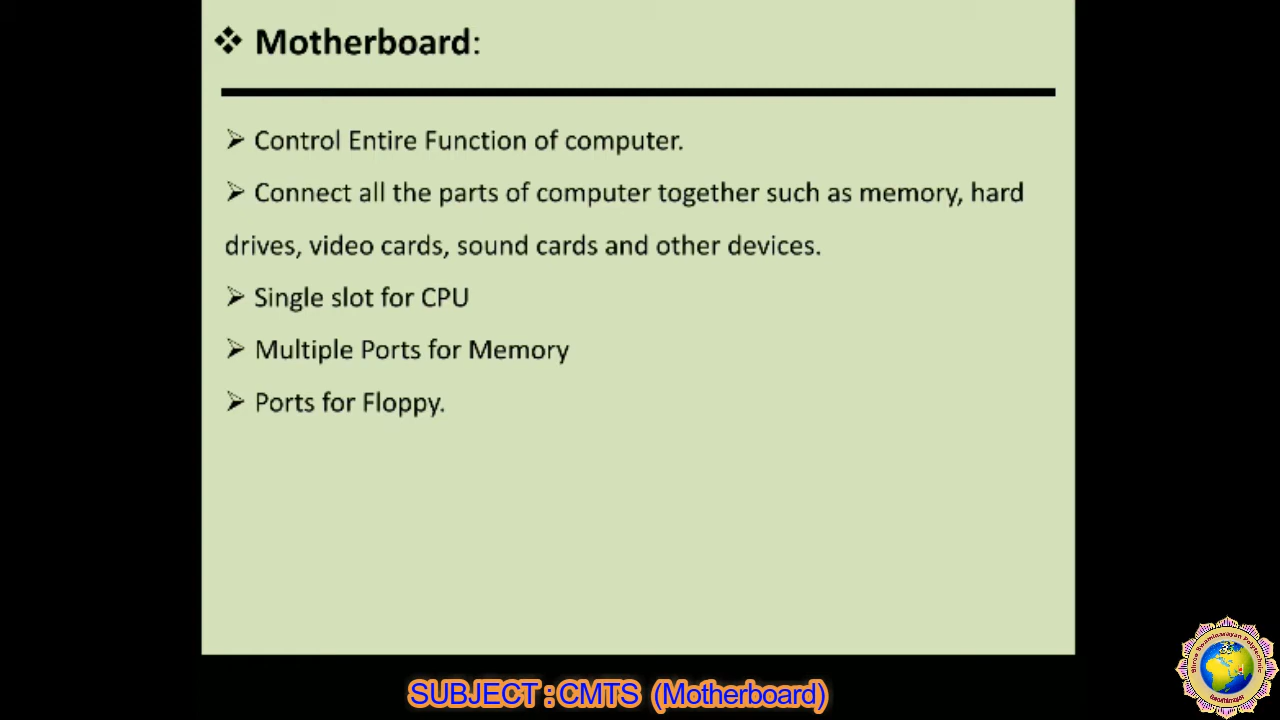 ❖ Motherboard:
➢ Control Entire Function of computer.
➢ Connect all the parts of computer together such as memory, hard
drives, video cards, sound cards and other devices.
➢ Single slot for CPU
➢ Multiple Ports for Memory
➢ Ports for Floppy.
SUBJECT : CMTS (Motherboard)